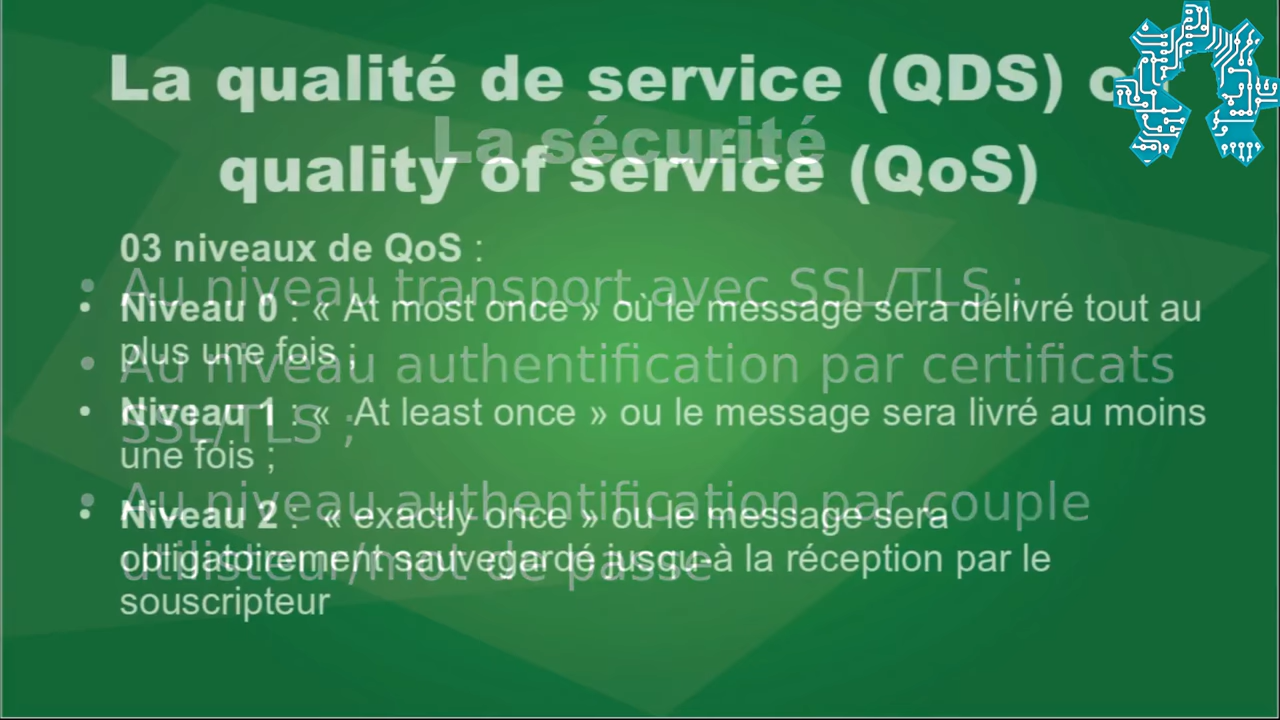 La qualité de service (QDS) o
quality of service (QoS)
La sécurité
03 niveaux de QoS :
• Niveau 0 : « At most once » où le message sera délivré tout au
plus une fois ;
• Niveau 1 : « At least once » ou le message sera livré au moins
une fois ;
• Niveau 2 : « exactly once » ou le message sera
obligatoirement sauvegardé jusqu-à la réception par le
souscripteur
• Au niveau transport avec SSL/TLS ;
• Au niveau authentification par certificats
SSL/TLS ;
• Au niveau authentification par couple
/mot de passe